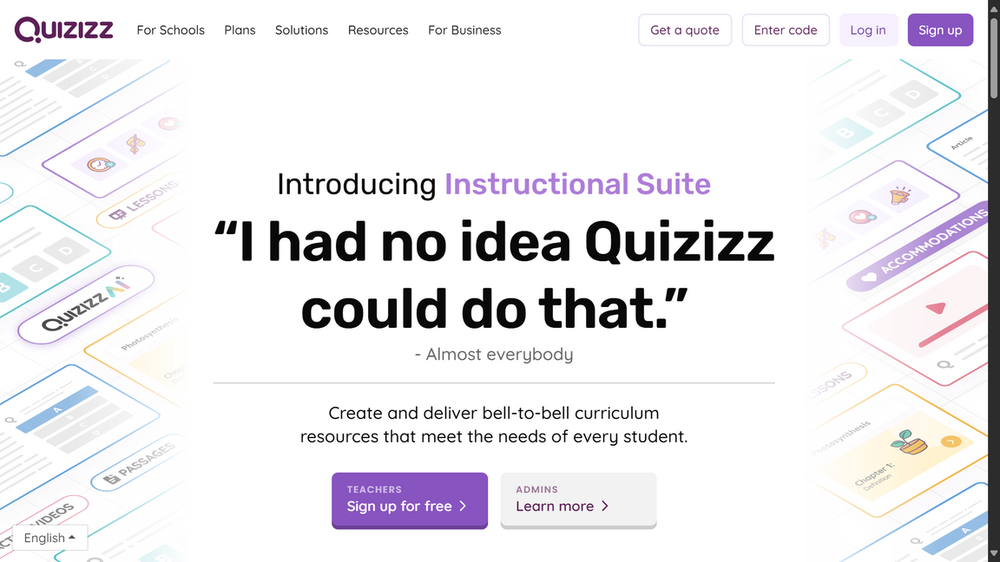 QUIZIZZ
For Schools
Plans
Solutions
Resources
For Business
Get a quote
Enter code
Log in
Sign up
Introducing Instructional Suite
“I had no idea Quizizz
could do that.”
- Almost everybody
Create and deliver bell-to-bell curriculum
resources that meet the needs of every student.
TEACHERS
Sign up for free
ADMINS
Learn more
LESSONS
C
D
B
Quizizz AI
Photosynthesis
Q
A
B
C
D
PASSAGES
VIDEOS
English
B
C
D
Article
ACCOMMODATIONS
Photosynthesis
Chapter 1:
Definition
Q
A